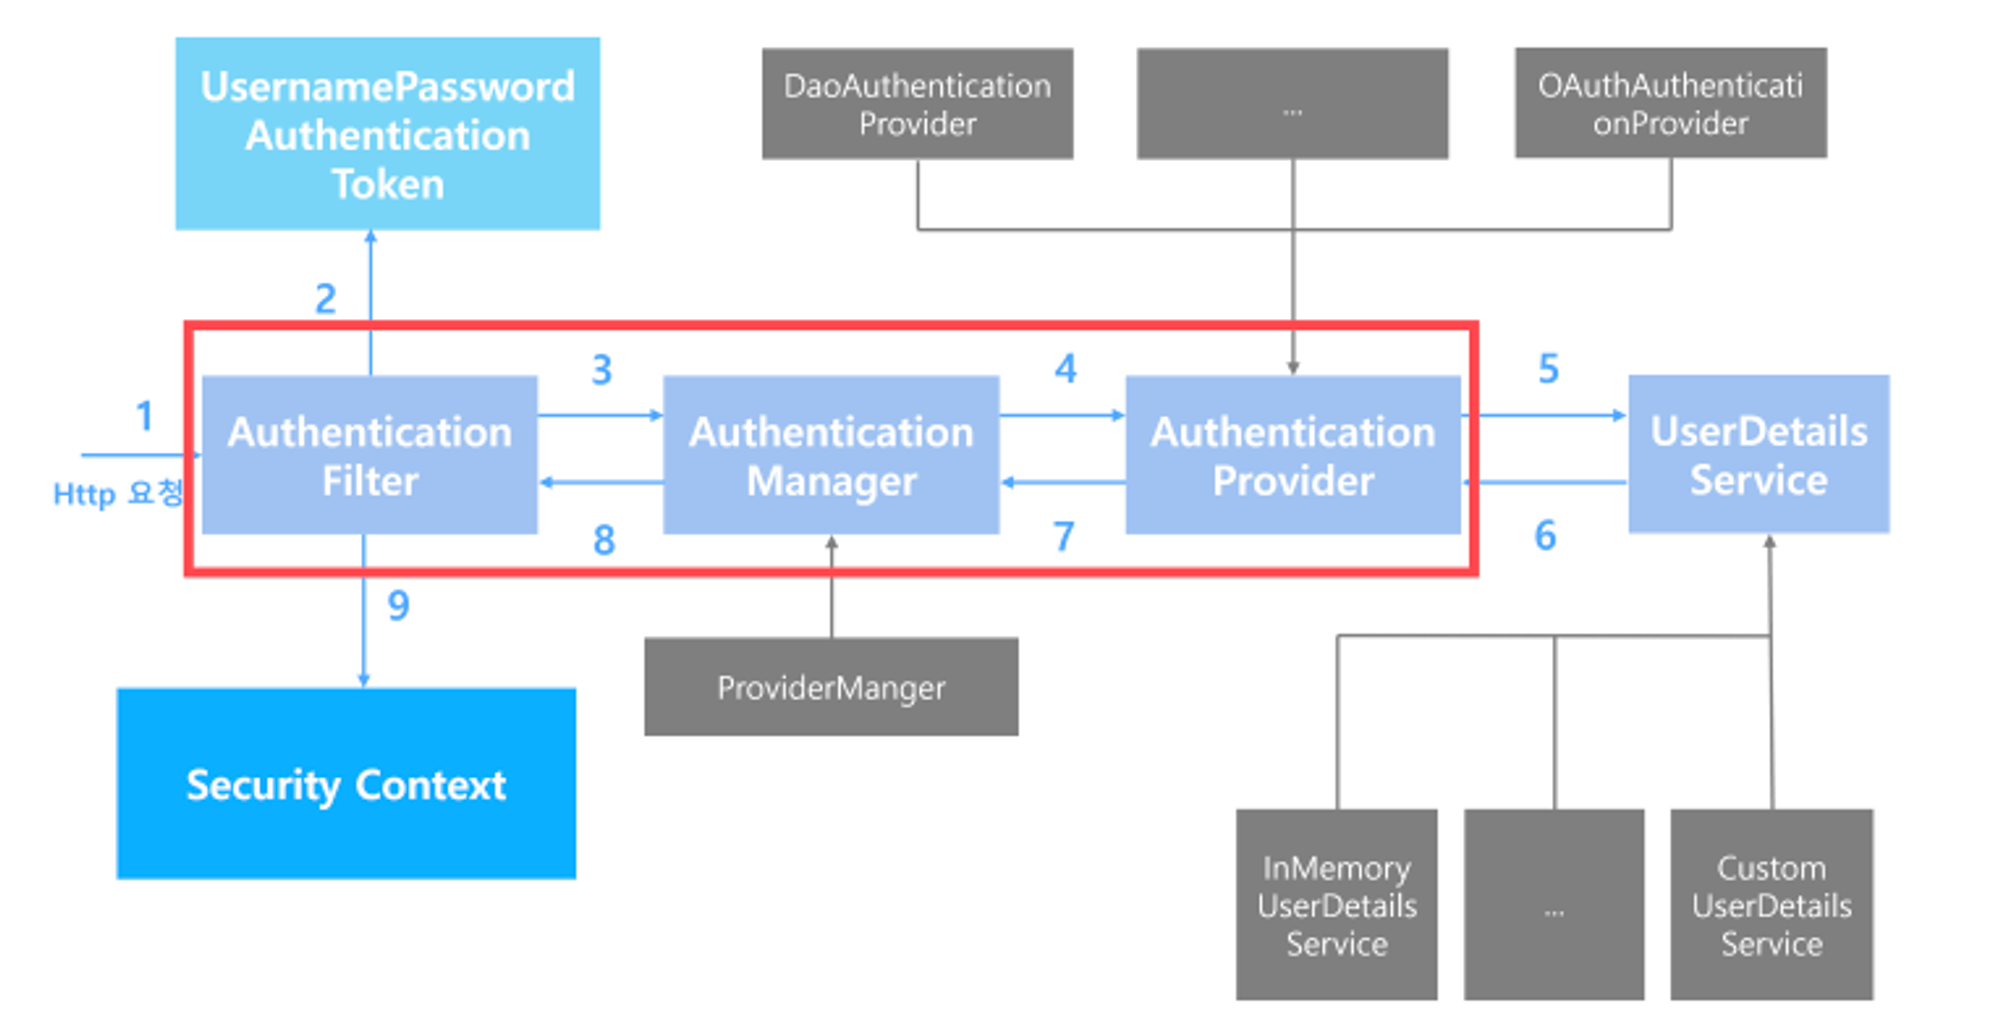 UsernamePassword
Authentication
Token
DaoAuthentication
Provider
...
OAuthAuthenticati
onProvider
2
1
Http 요청
Authentication
Filter
3
8
Authentication
Manager
4
7
Authentication
Provider
5
6
UserDetails
Service
9
Security Context
ProviderManger
InMemory
UserDetails
Service
...
Custom
UserDetails
Service